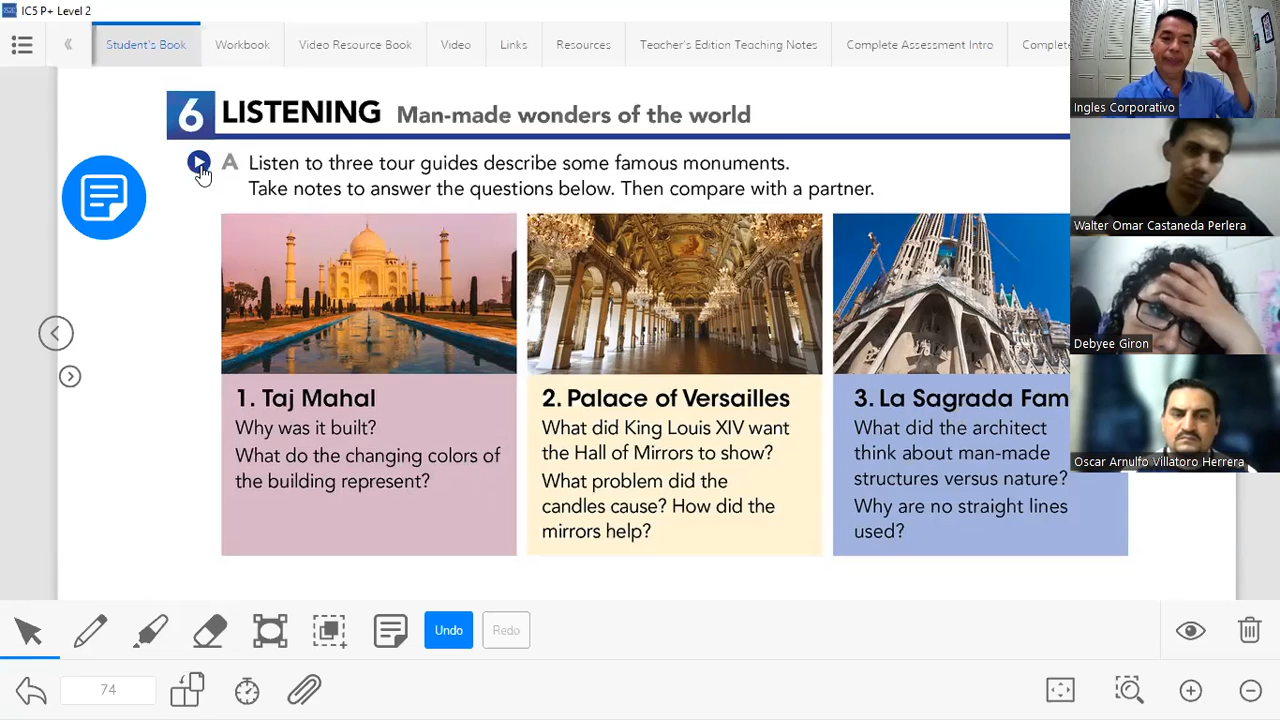 IC5 P+ Level 2
Student's Book
Workbook
Video Resource Book
Video
Resources
Complete Assessment Intro
6 LISTENING Man-made wonders of the world
A Listen to three tour guides describe some famous monuments.
Take notes to answer the questions below. Then compare with a partner.
1. Taj Mahal
Why was it built?
What do the changing colors of
the building represent?
2. Palace of Versailles
What did King Louis XIV want
the Hall of Mirrors to show?
What problem did the
candles cause? How did the
mirrors help?
3. La Sagrada Fam
What did the architect
think about man-made
structures versus nature?
Why are no straight lines
used?
Ingles Corporativo
Walter Omar Castaneda Perlera
Debyee Giron
Oscar Arnulfo Villatoro Herrera
Undo
Redo
74